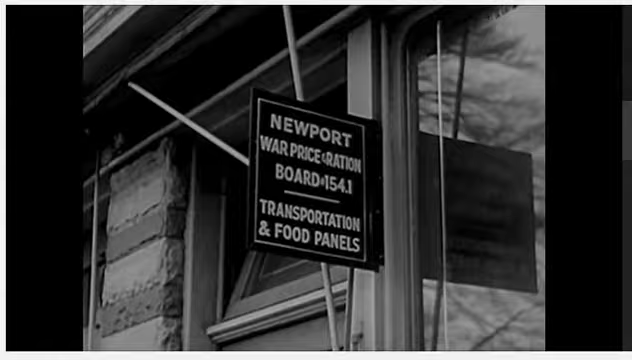 NEWPORT
WAR PRICE & RATION
BOARD #154.1
TRANSPORTATION
& FOOD PANELS